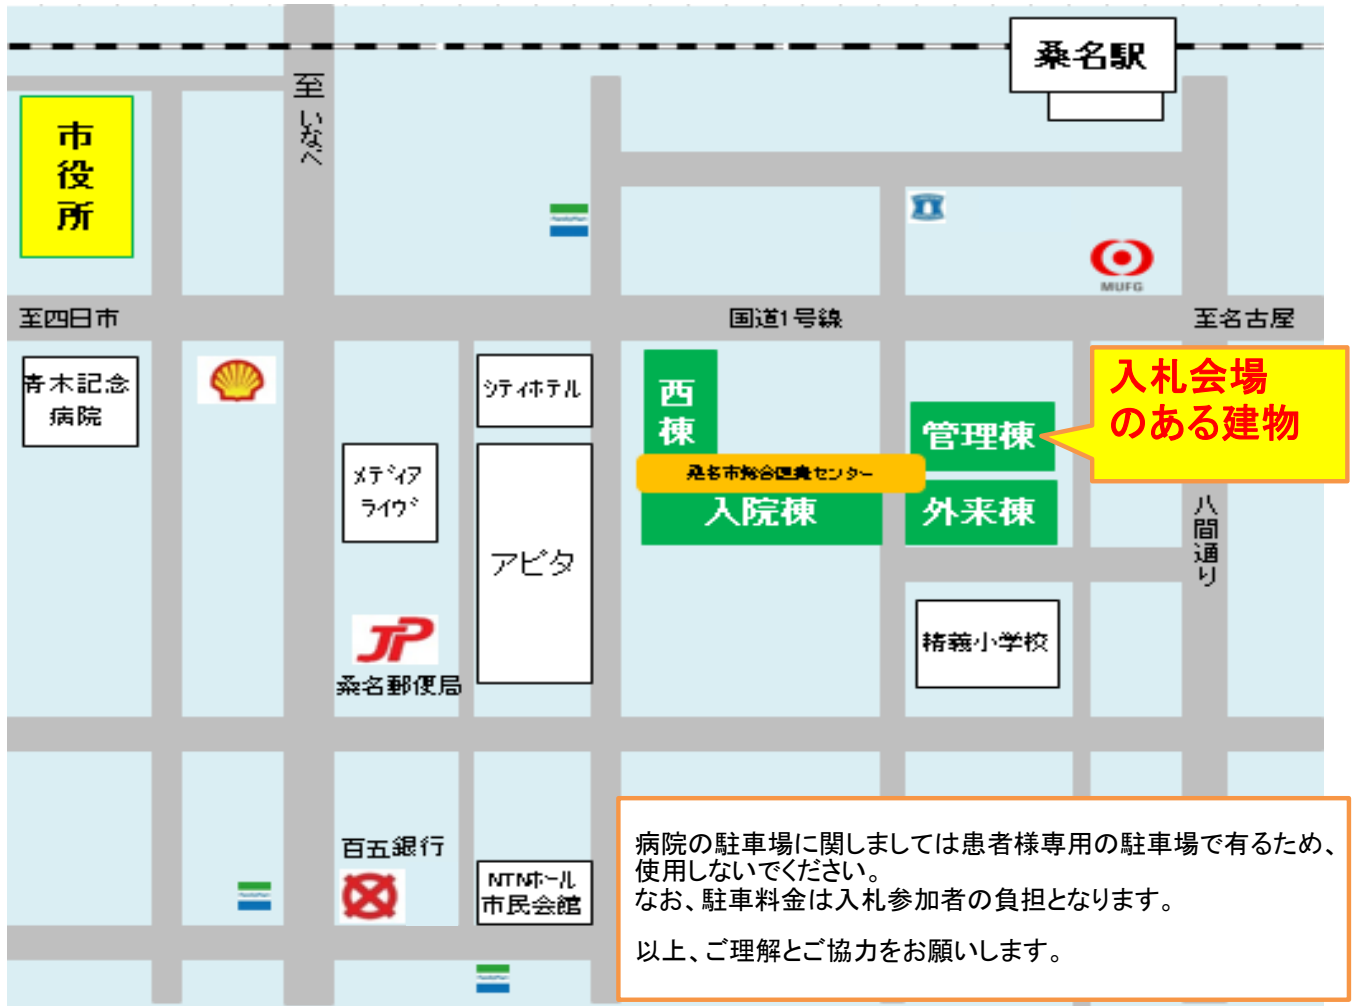 桑名駅
至
いなべ
市役所
MUFG
至四日市
国道1号線
至名古屋
青木記念
病院
シティホテル
西棟
管理棟
入札会場
のある建物
メディア
ライヴ
桑名市総合医療センター
入院棟
外来棟
八間通り
アピタ
JP
桑名郵便局
精義小学校
百五銀行
NTNホール
市民会館
病院の駐車場に関しましては患者様専用の駐車場で有るため、
使用しないでください。
なお、駐車料金は入札参加者の負担となります。
以上、ご理解とご協力をお願いします。